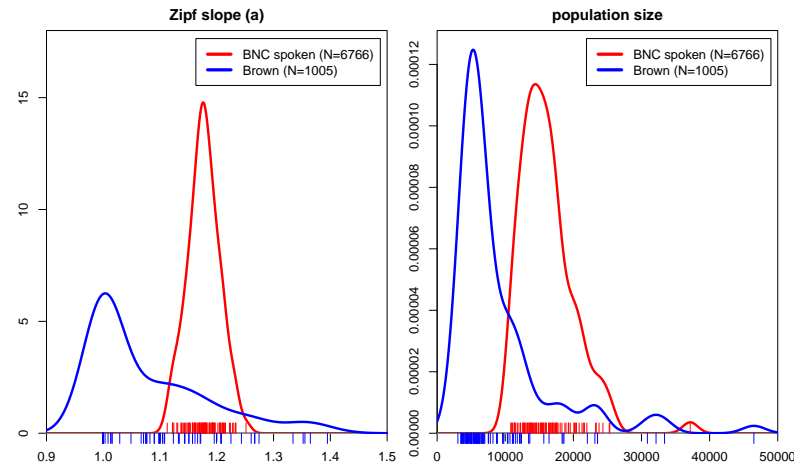 Zipf slope (a)
BNC spoken (N=6766)
Brown (N=1005)
15
10
5
0
0.9 1.0 1.1 1.2 1.3 1.4 1.5
population size
BNC spoken (N=6766)
Brown (N=1005)
0.00012
0.00010
0.00008
0.00006
0.00004
0.00002
0.00000
0 10000 20000 30000 40000 50000